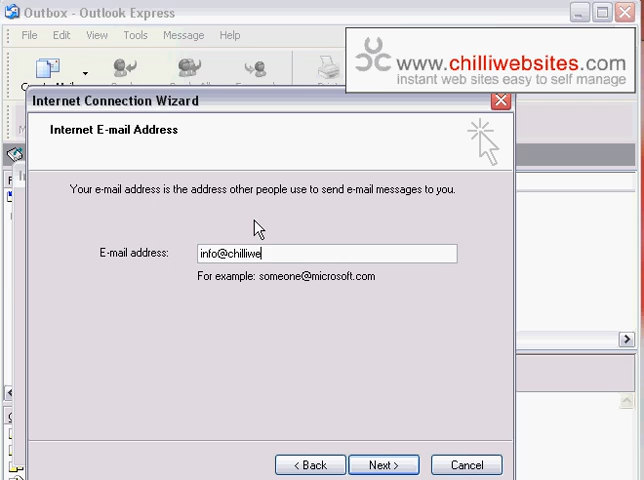 Outbox - Outlook Express
File Edit View Tools Message Help
www.chilliwebsites.com
instant web sites easy to self manage
Internet Connection Wizard
Internet E-mail Address
Your e-mail address is the address other people use to send e-mail messages to you.
E-mail address: info@chilliwe
For example: someone@microsoft.com
< Back Next > Cancel